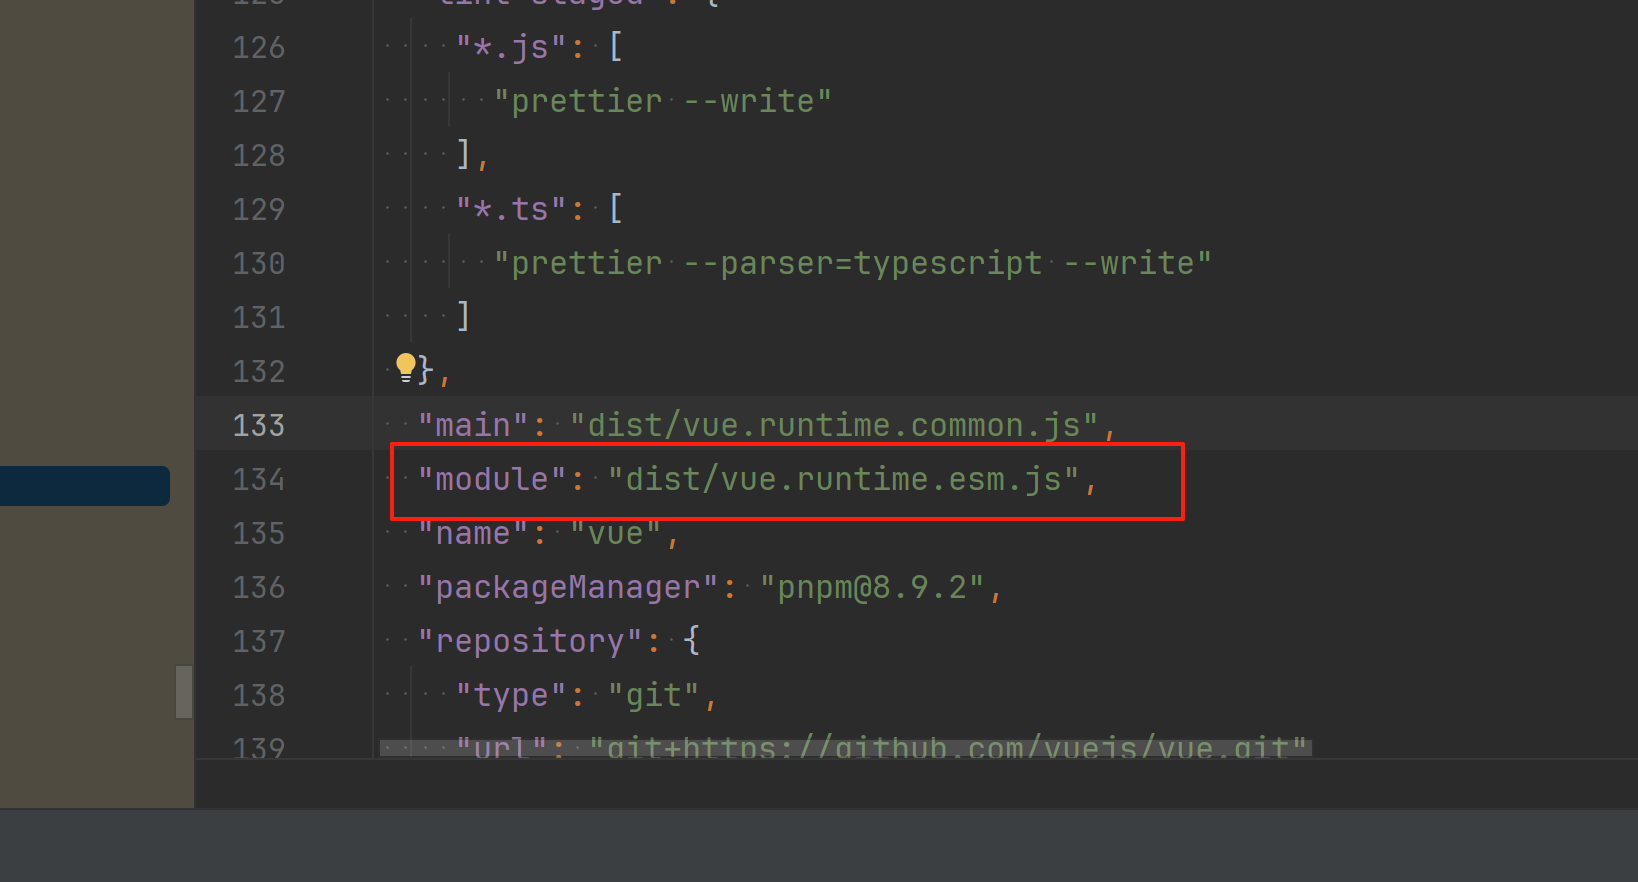 126 "*.js": [
127 "prettier --write"
128 ],
129 "*.ts": [
130 "prettier --parser=typescript --write"
131 ]
132 },
133 "main": "dist/vue.runtime.common.js",
134 "module": "dist/vue.runtime.esm.js",
135 "name": "vue",
136 "packageManager": "pnpm@8.9.2",
137 "repository": {
138 "type": "git",
139 "url": "git+https://github.com/vuejs/vue.git"